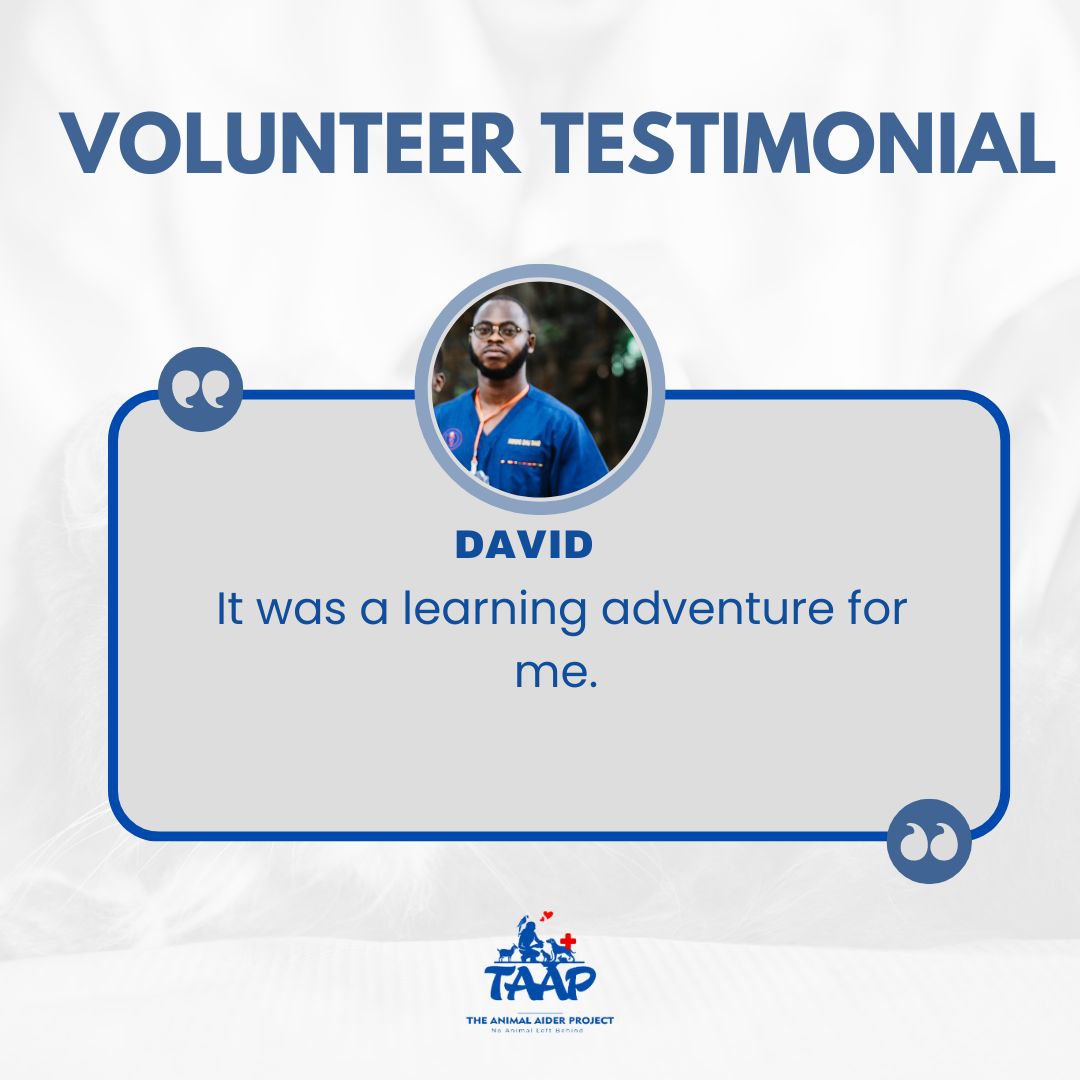 VOLUNTEER TESTIMONIAL
DAVID
It was a learning adventure for
me.
TAAP
THE ANIMAL AIDER PROJECT
No Animal Left Behind